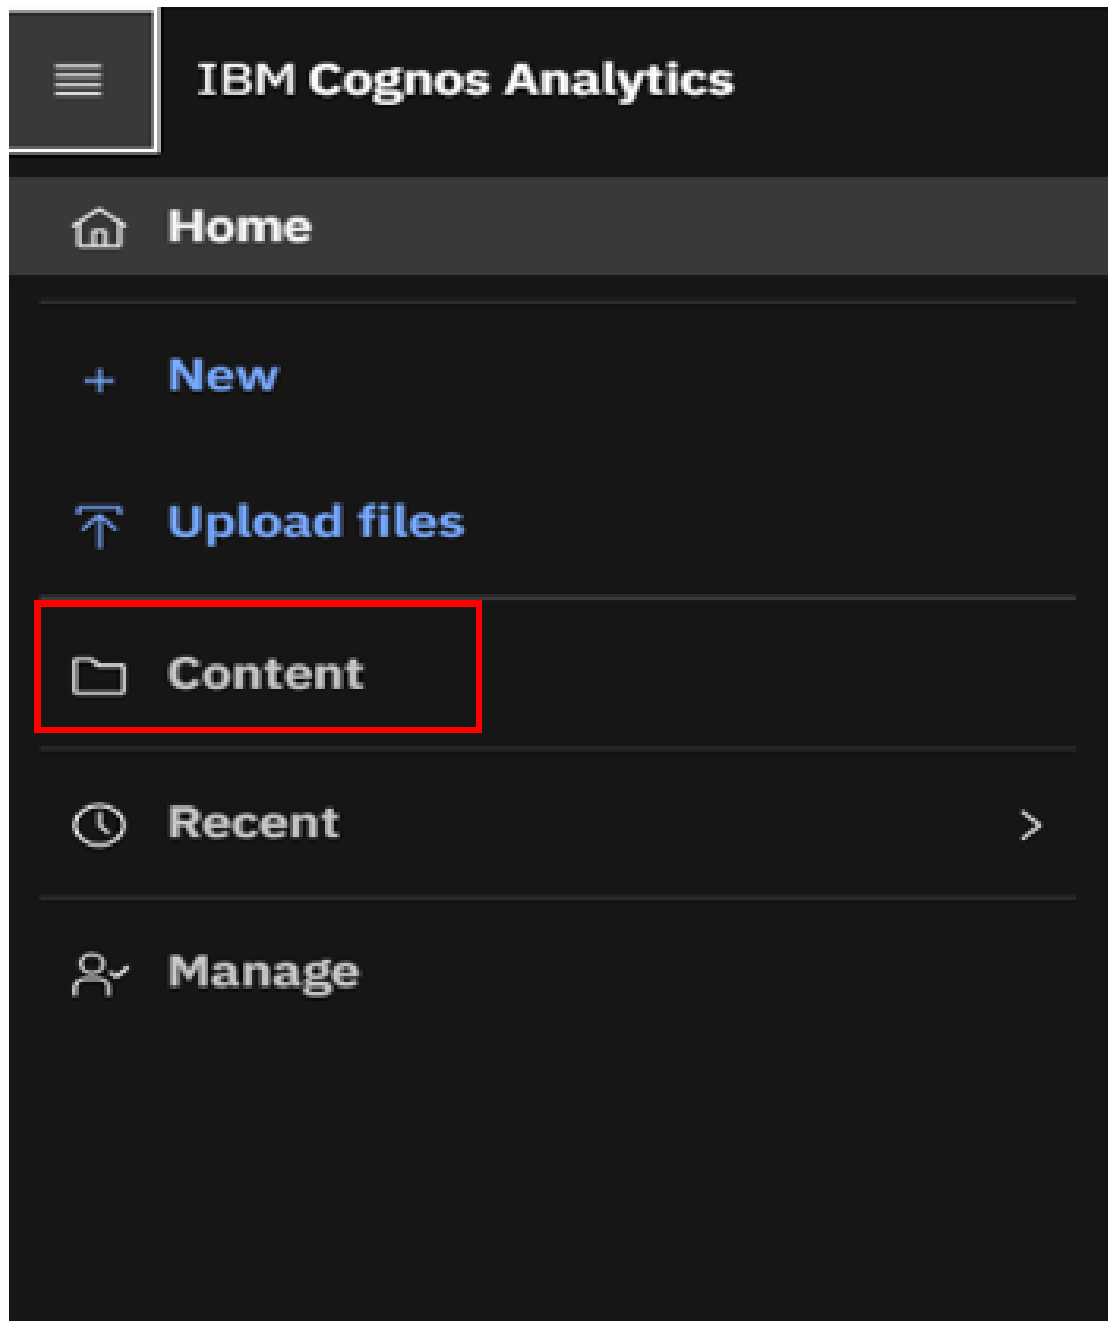 IBM Cognos Analytics
Home
New
Upload files
Content
Recent
Manage